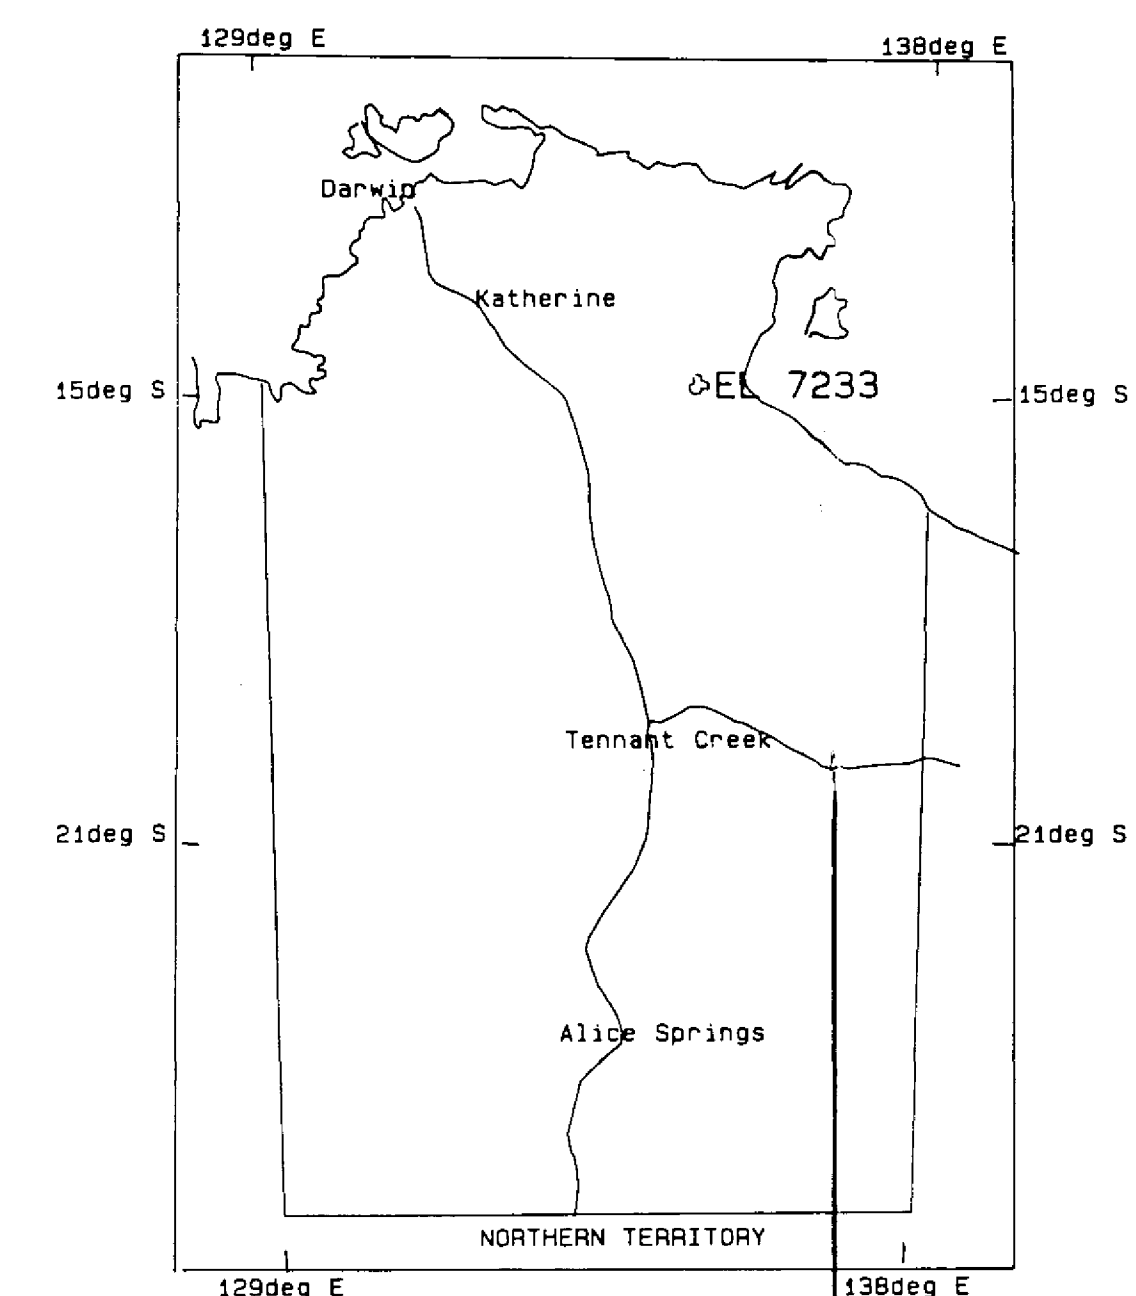 129deg E
138deg E
Darwin
Katherine
EL 7233
15deg S
15deg S
Tennant Creek
21deg S
21deg S
Alice Springs
NORTHERN TERRITORY
129deg E
138deg E